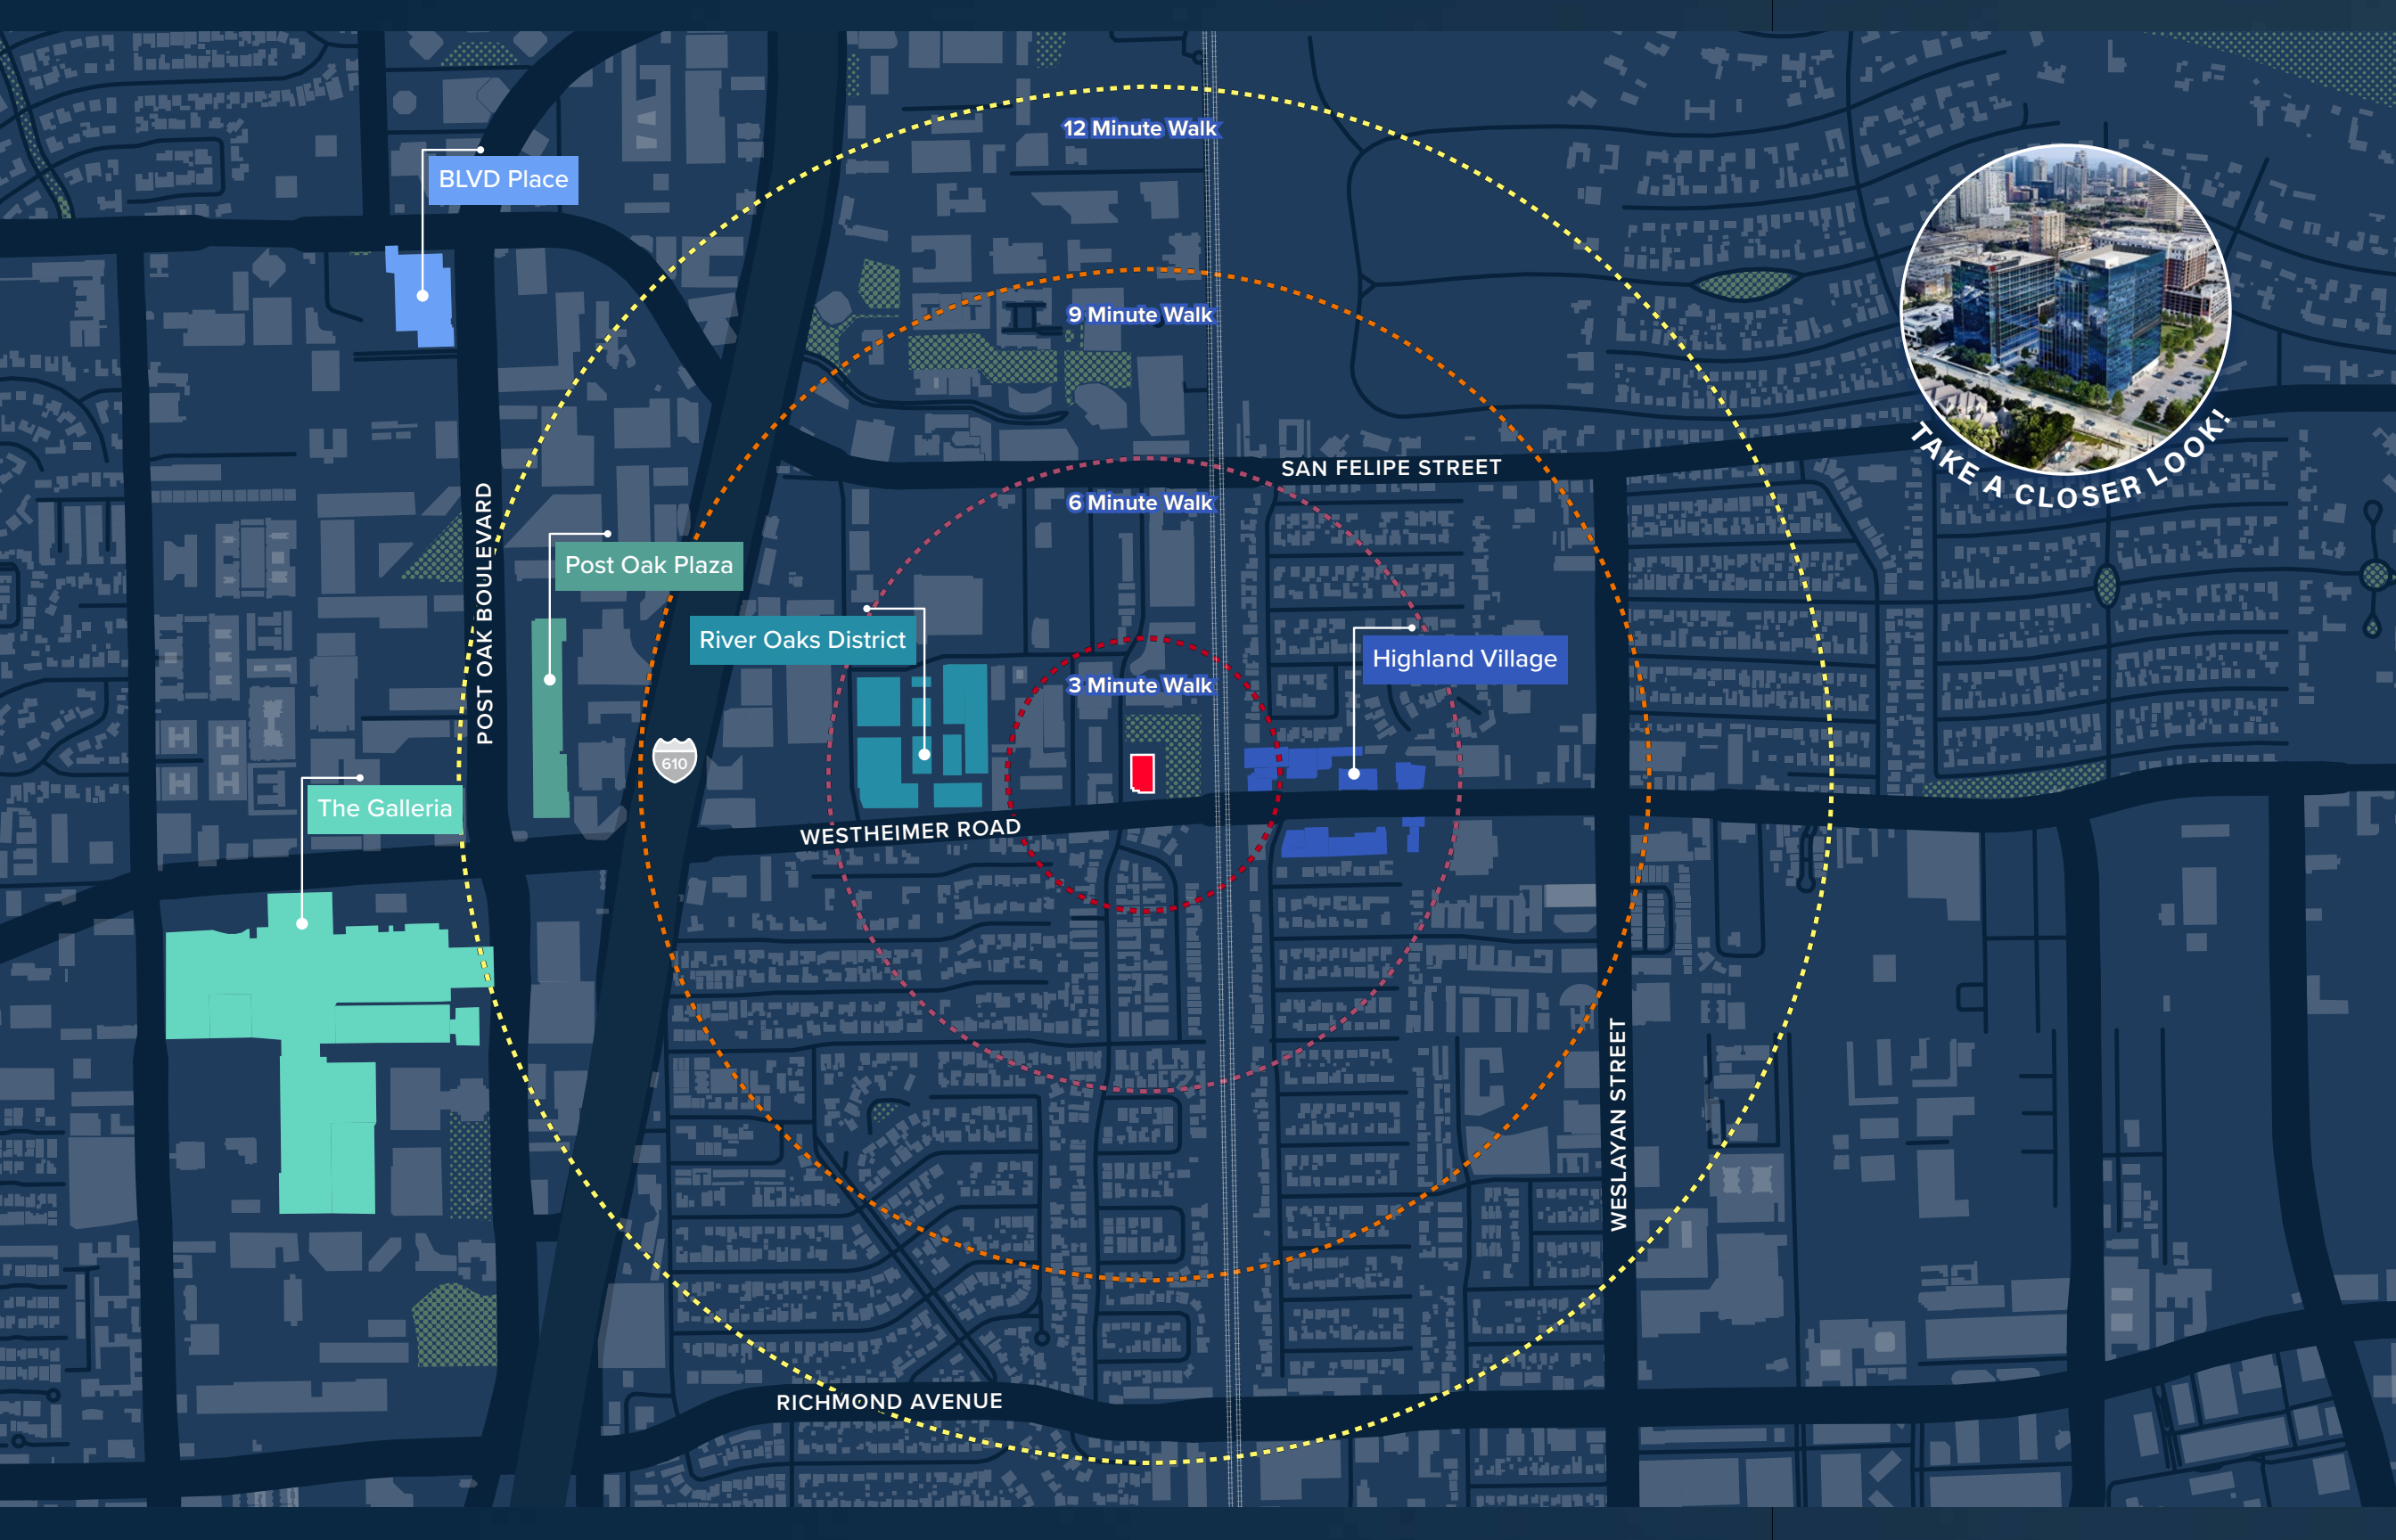 12 Minute Walk
BLVD Place
9 Minute Walk
TAKE A CLOSER LOOK!
SAN FELIPE STREET
6 Minute Walk
POST OAK BOULEVARD
Post Oak Plaza
River Oaks District
Highland Village
3 Minute Walk
610
The Galleria
WESTHEIMER ROAD
WESLAYAN STREET
RICHMOND AVENUE